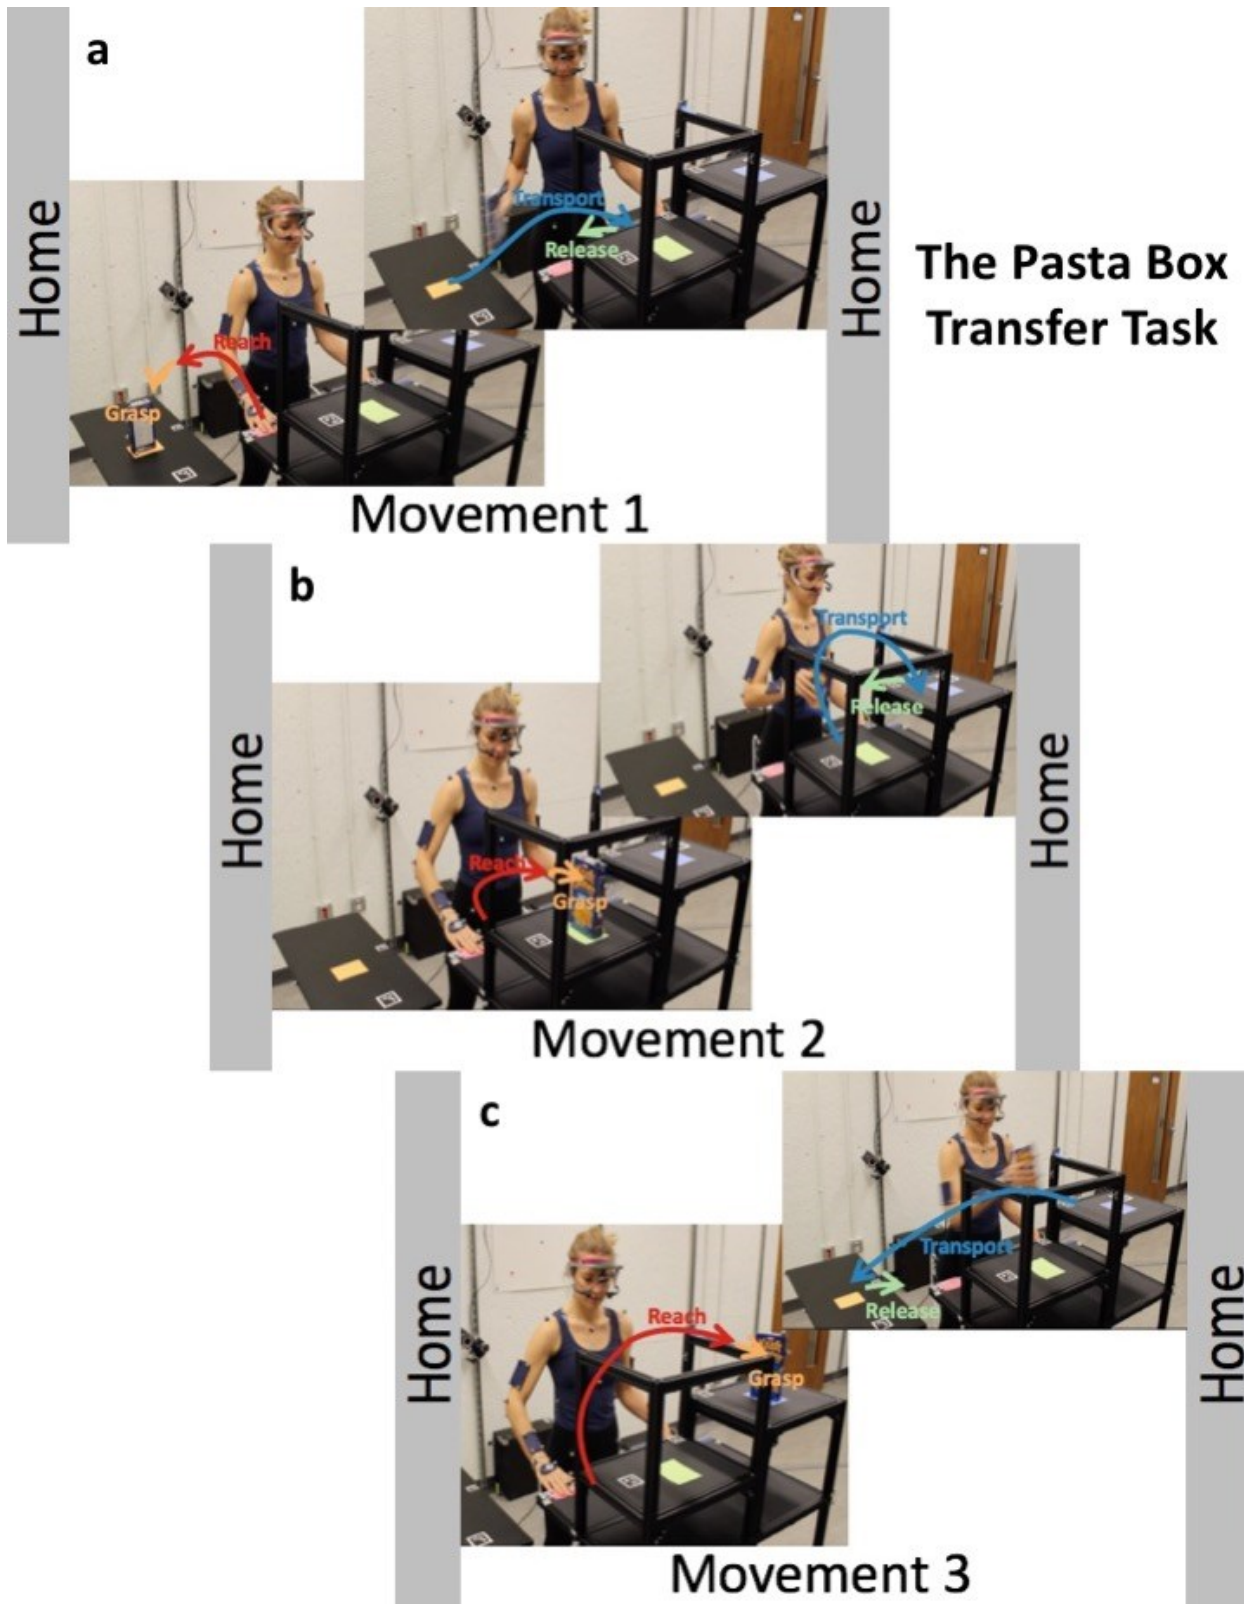 a
Home
Transport
Release
Reach
Grasp
Home
The Pasta Box
Transfer Task
Movement 1
b
Home
Transport
Release
Reach
Grasp
Home
Movement 2
c
Home
Transport
Release
Reach
Grasp
Home
Movement 3